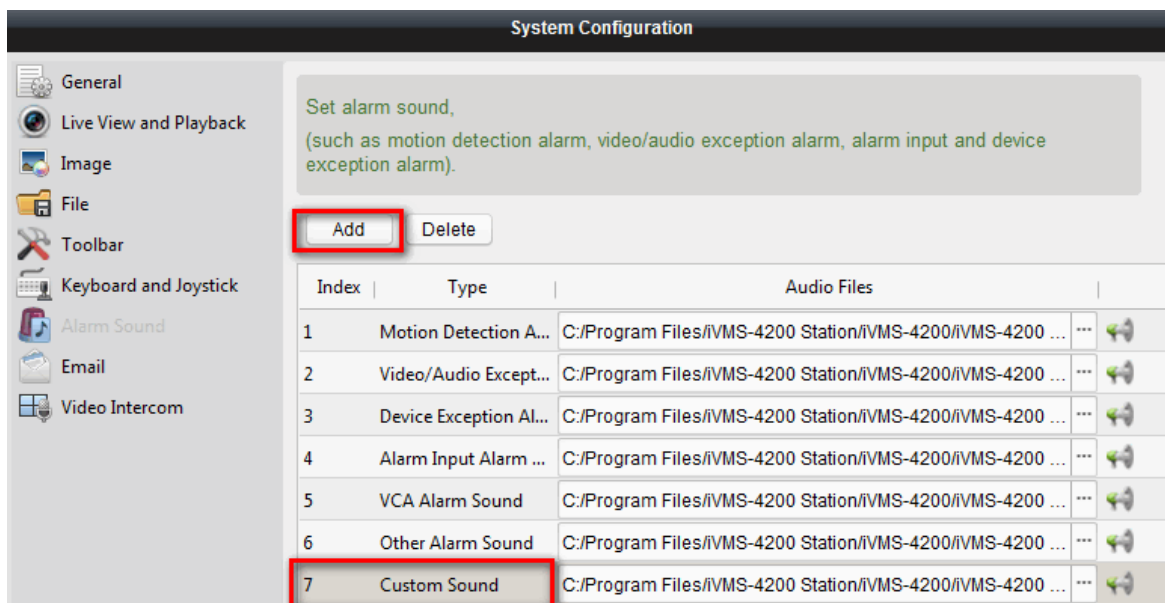 System Configuration
General
Live View and Playback
Image
File
Toolbar
Keyboard and Joystick
Alarm Sound
Email
Video Intercom
Set alarm sound,
(such as motion detection alarm, video/audio exception alarm, alarm input and device
exception alarm).
Add Delete
Index Type Audio Files
1 Motion Detection A... C:/Program Files/iVMS-4200 Station/iVMS-4200/iVMS-4200 ... ...
2 Video/Audio Except... C:/Program Files/iVMS-4200 Station/iVMS-4200/iVMS-4200 ... ...
3 Device Exception Al... C:/Program Files/iVMS-4200 Station/iVMS-4200/iVMS-4200 ... ...
4 Alarm Input Alarm ... C:/Program Files/iVMS-4200 Station/iVMS-4200/iVMS-4200 ... ...
5 VCA Alarm Sound C:/Program Files/iVMS-4200 Station/iVMS-4200/iVMS-4200 ... ...
6 Other Alarm Sound C:/Program Files/iVMS-4200 Station/iVMS-4200/iVMS-4200 ... ...
7 Custom Sound C:/Program Files/iVMS-4200 Station/iVMS-4200/iVMS-4200 ... ...